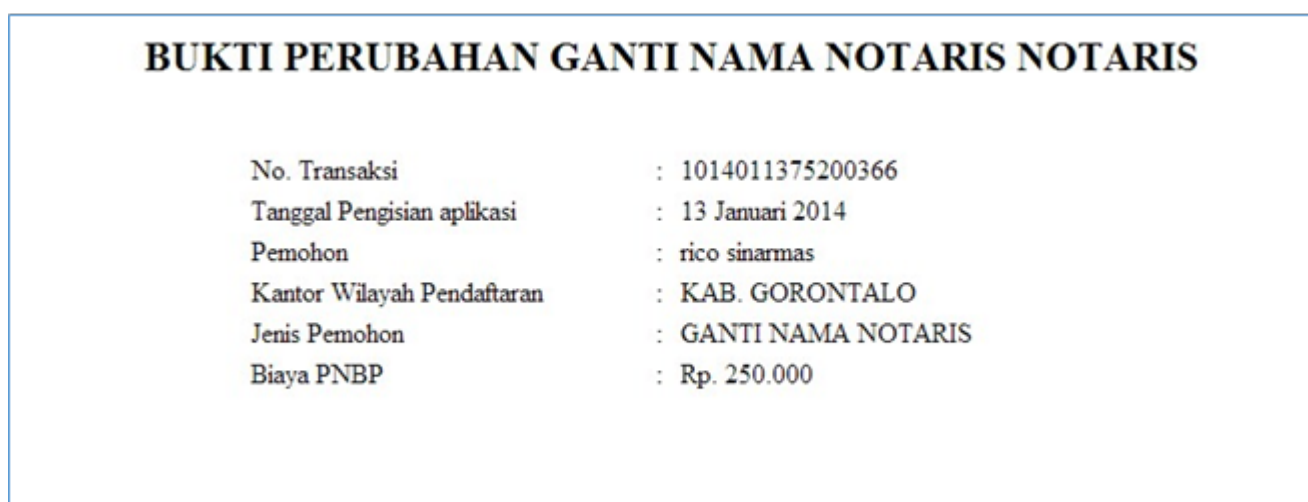 BUKTI PERUBAHAN GANTI NAMA NOTARIS NOTARIS
No. Transaksi : 1014011375200366
Tanggal Pengisian aplikasi : 13 Januari 2014
Pemohon : rico sinarmas
Kantor Wilayah Pendaftaran : KAB. GORONTALO
Jenis Pemohon : GANTI NAMA NOTARIS
Biaya PNBP : Rp. 250.000